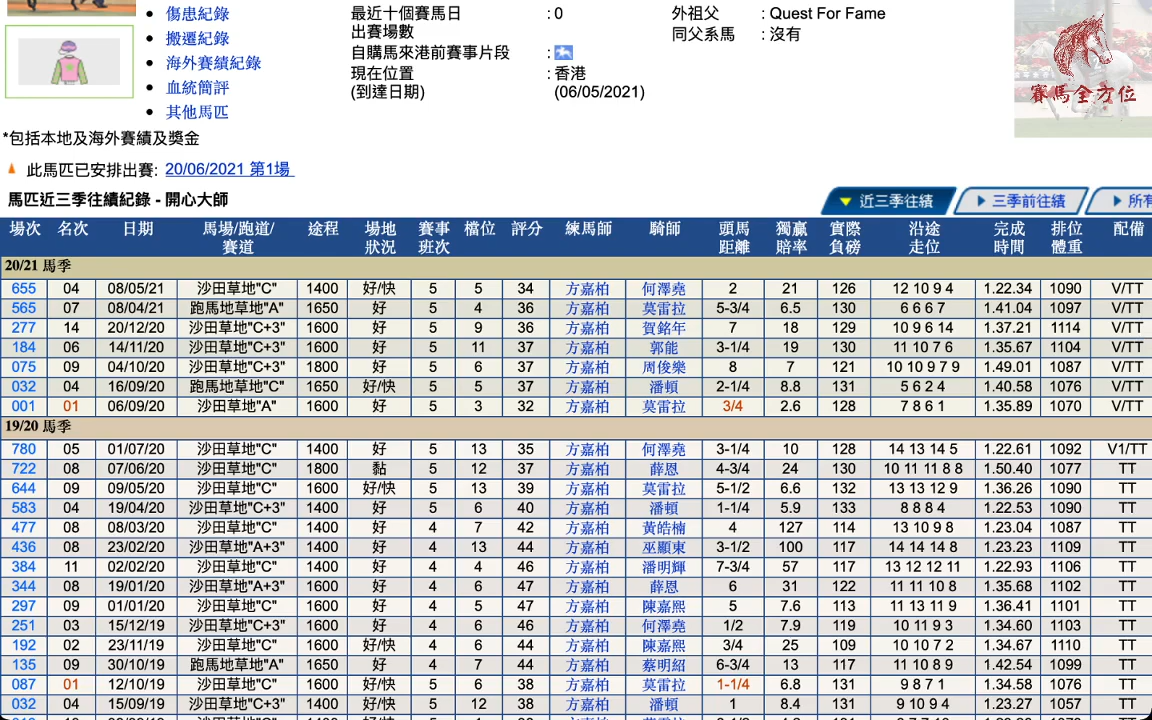 傷患紀錄
搬遷紀錄
海外賽績紀錄
血統簡評
其他馬匹
最近十個賽馬日 : 0
出賽場數
自購馬來港前賽事片段 :
現在位置 : 香港
(到達日期) (06/05/2021)
外祖父 : Quest For Fame
同父系馬 : 沒有
賽馬全方位
*包括本地及海外賽績及獎金
此馬匹已安排出賽: 20/06/2021 第1場
馬匹近三季往績紀錄 - 開心大師
近三季往績 三季前往績 所有
場次 名次 日期 馬場/跑道/賽道 途程 場地狀況 賽事班次 檔位 評分 練馬師 騎師 頭馬距離 獨贏賠率 實際負磅 沿途走位 完成時間 排位體重 配備
20/21 馬季
655 04 08/05/21 沙田草地"C" 1400 好/快 5 5 34 方嘉柏 何澤堯 2 21 126 12 10 9 4 1.22.34 1090 V/TT
565 07 08/04/21 跑馬地草地"A" 1650 好 5 4 36 方嘉柏 莫雷拉 5-3/4 6.5 130 6 6 6 7 1.41.04 1097 V/TT
277 14 20/12/20 沙田草地"C+3" 1600 好 5 9 36 方嘉柏 賀銘年 7 18 129 10 9 6 14 1.37.21 1114 V/TT
184 06 14/11/20 沙田草地"C+3" 1600 好 5 11 37 方嘉柏 郭能 3-1/4 19 130 11 10 7 6 1.35.67 1104 V/TT
075 09 04/10/20 沙田草地"C+3" 1800 好 5 6 37 方嘉柏 周俊樂 8 7 121 10 10 9 7 9 1.49.01 1087 V/TT
032 04 16/09/20 跑馬地草地"C" 1650 好/快 5 5 37 方嘉柏 潘頓 2-1/4 8.8 131 5 6 2 4 1.40.58 1076 V/TT
001 01 06/09/20 沙田草地"A" 1600 好 5 3 32 方嘉柏 莫雷拉 3/4 2.6 128 7 8 6 1 1.35.89 1070 V/TT
19/20 馬季
780 05 01/07/20 沙田草地"C" 1400 好 5 13 35 方嘉柏 何澤堯 3-1/4 10 128 14 13 14 5 1.22.61 1092 V1/TT
722 08 07/06/20 沙田草地"C" 1800 黏 5 12 37 方嘉柏 薛恩 4-3/4 24 130 10 11 11 8 8 1.50.40 1077 TT
644 09 09/05/20 沙田草地"C" 1600 好/快 5 13 39 方嘉柏 莫雷拉 5-1/2 6.6 132 13 13 12 9 1.36.26 1090 TT
583 04 19/04/20 沙田草地"C+3" 1400 好 5 6 40 方嘉柏 潘頓 1-1/4 5.9 133 8 8 8 4 1.22.53 1090 TT
477 08 08/03/20 沙田草地"C" 1400 好 4 7 42 方嘉柏 黃皓楠 4 127 114 13 10 9 8 1.23.04 1087 TT
436 08 23/02/20 沙田草地"A+3" 1400 好 4 13 44 方嘉柏 巫顯東 3-1/2 100 117 14 14 14 8 1.23.23 1109 TT
384 11 02/02/20 沙田草地"C" 1400 好 4 4 46 方嘉柏 潘明輝 7-3/4 57 117 13 12 12 11 1.22.93 1106 TT
344 08 19/01/20 沙田草地"A+3" 1600 好 4 6 47 方嘉柏 薛恩 6 31 122 11 11 10 8 1.35.68 1102 TT
297 09 01/01/20 沙田草地"C" 1600 好 4 5 47 方嘉柏 陳嘉熙 5 7.6 113 11 13 11 9 1.36.41 1101 TT
251 03 15/12/19 沙田草地"C+3" 1600 好 4 6 46 方嘉柏 何澤堯 1/2 7.9 119 10 11 9 3 1.34.60 1103 TT
192 02 23/11/19 沙田草地"C" 1600 好/快 4 6 44 方嘉柏 陳嘉熙 3/4 25 109 10 10 7 2 1.34.67 1110 TT
135 09 30/10/19 跑馬地草地"A" 1650 好 4 7 44 方嘉柏 蔡明紹 6-3/4 13 117 11 10 8 9 1.42.54 1099 TT
087 01 12/10/19 沙田草地"C" 1600 好/快 5 6 38 方嘉柏 莫雷拉 1-1/4 6.8 131 9 8 7 1 1.34.58 1076 TT
032 04 15/09/19 沙田草地"C+3" 1400 好/快 5 12 38 方嘉柏 潘頓 1 8.4 131 9 10 9 4 1.23.27 1057 TT